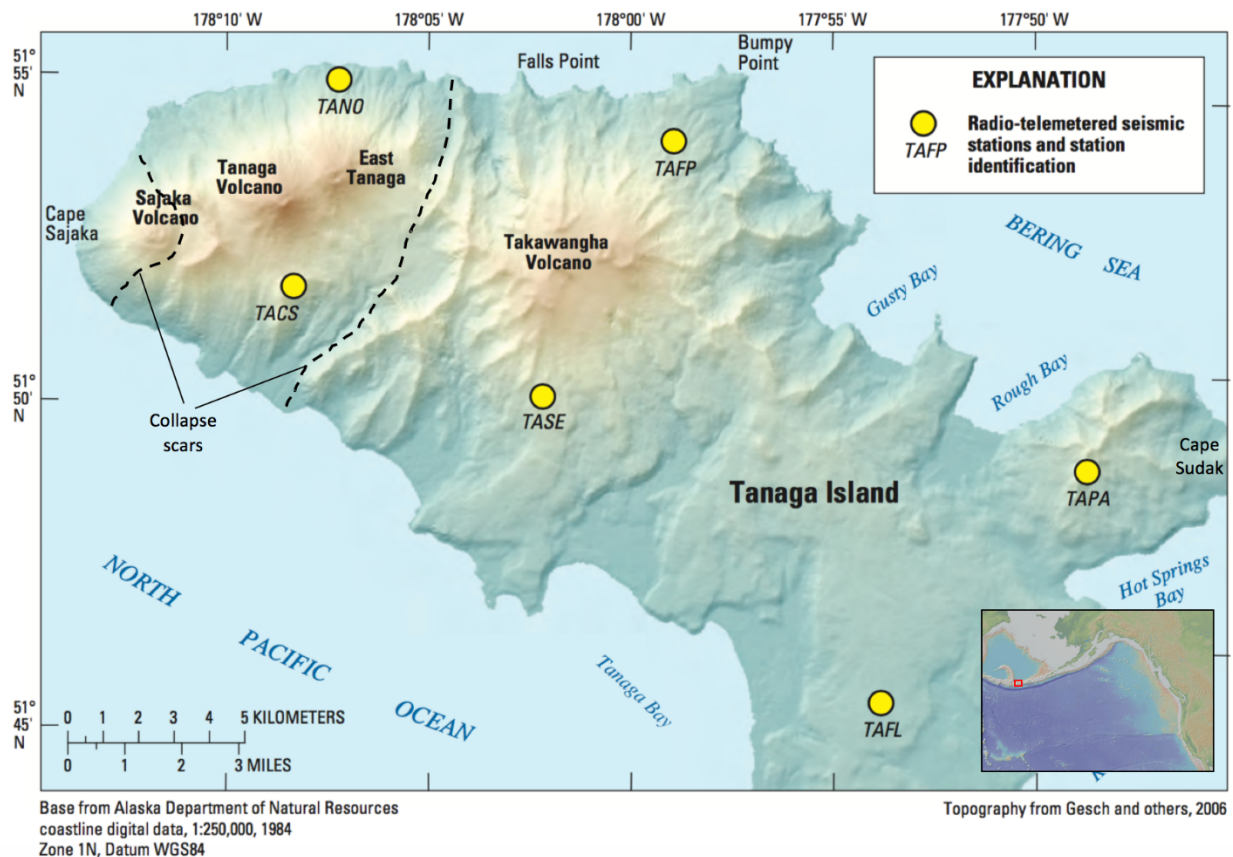 178°10' W
178°05' W
178°00' W
177°55' W
177°50' W
51°
55'
N
51°
50'
N
51°
45'
N
Falls Point
Bumpy
Point
TANO
TAFP
EXPLANATION
TAFP
Radio-telemetered seismic
stations and station
identification
Tanaga
Volcano
East
Tanaga
Sajaka
Volcano
Cape
Sajaka
Takawangha
Volcano
BERING SEA
Gusty Bay
TACS
Rough Bay
Collapse
scars
TASE
Cape
Sudak
Tanaga Island
TAPA
NORTH
PACIFIC
OCEAN
Hot Springs
Bay
Tanaga Bay
TAFL
0 1 2 3 4 5 KILOMETERS
0 1 2 3 MILES
Base from Alaska Department of Natural Resources
coastline digital data, 1:250,000, 1984
Zone 1N, Datum WGS84
Topography from Gesch and others, 2006